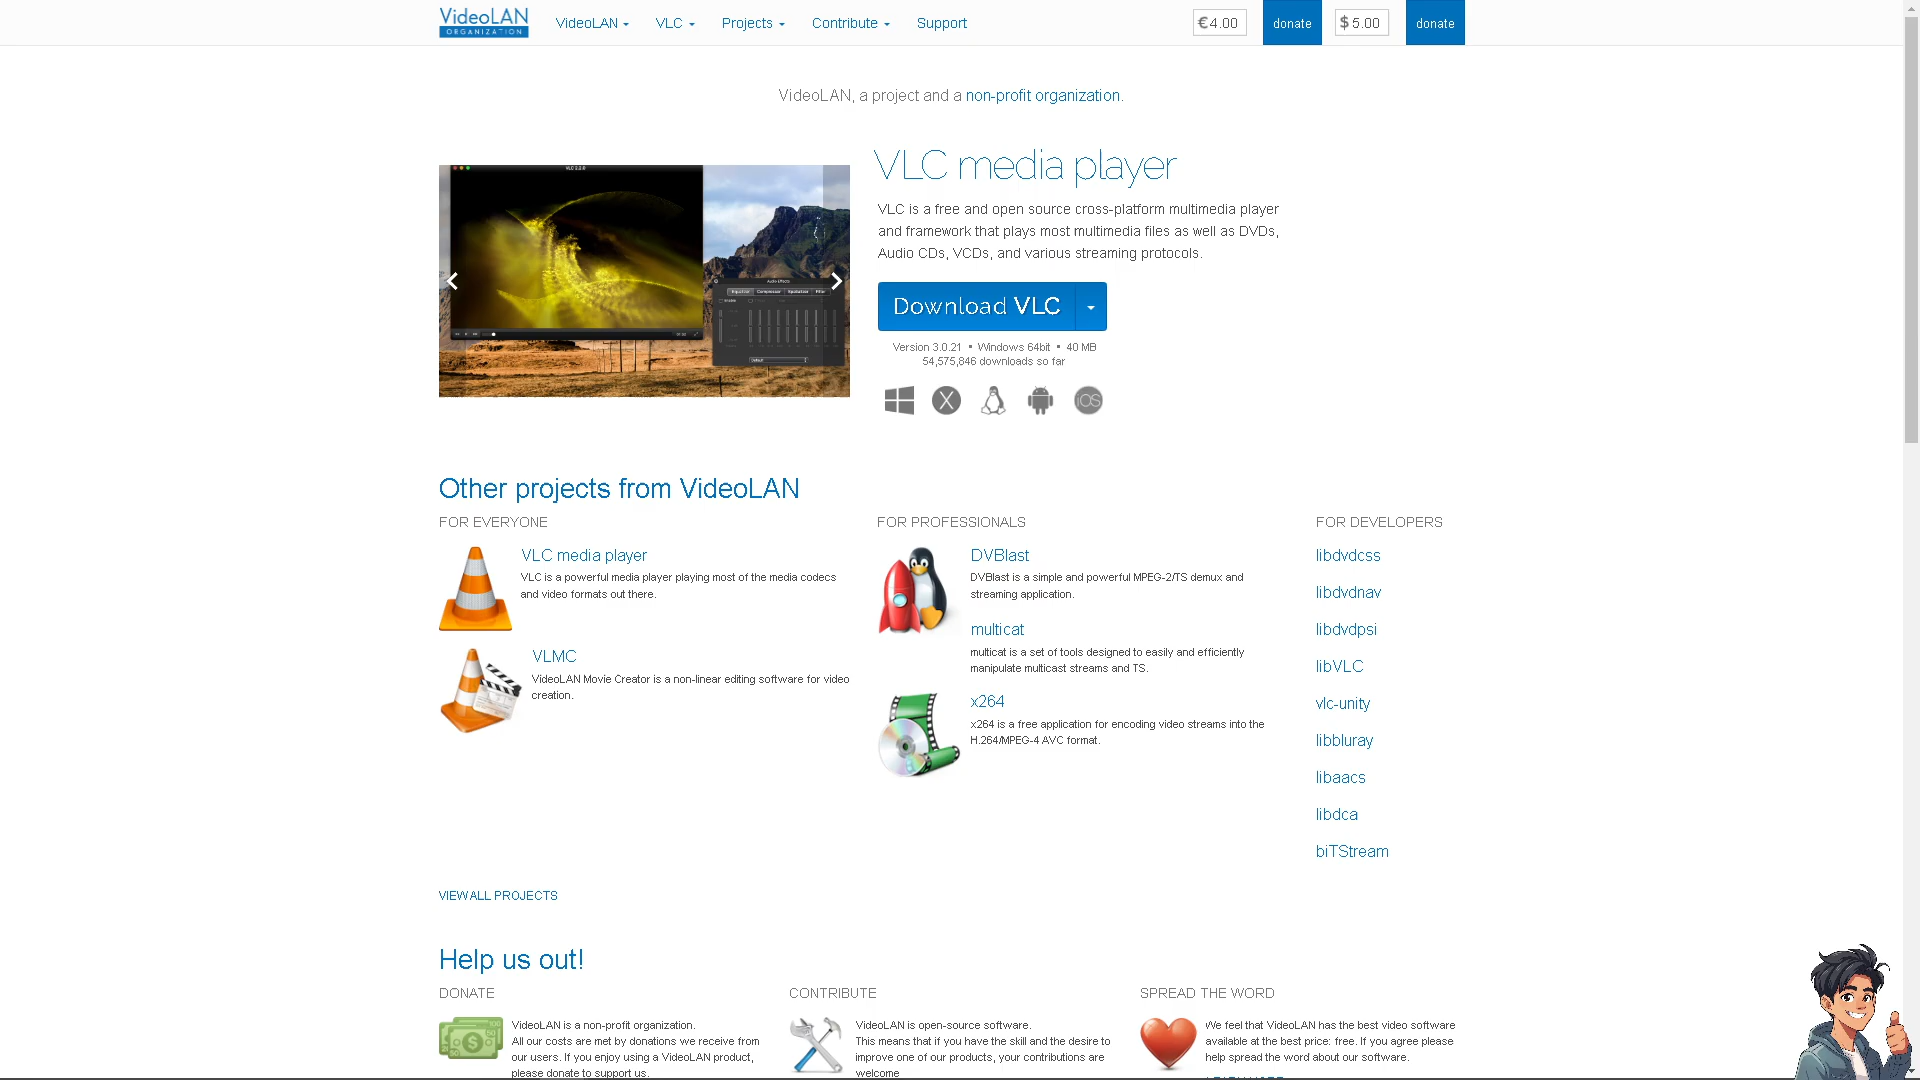 VideoLAN
ORGANIZATION
VideoLAN
VLC
Projects
Contribute
Support
€ 4.00
donate
$ 5.00
donate
VideoLAN, a project and a non-profit organization.
VLC media player
VLC is a free and open source cross-platform multimedia player
and framework that plays most multimedia files as well as DVDs,
Audio CDs, VCDs, and various streaming protocols.
Download VLC
Version 3.0.21 • Windows 64bit • 40 MB
54,575,846 downloads so far
X
iOS
Audio Effects
Equalizer Compressor Spatializer Filter
Default
Other projects from VideoLAN
FOR EVERYONE
VLC media player
VLC is a powerful media player playing most of the media codecs
and video formats out there.
VLMC
VideoLAN Movie Creator is a non-linear editing software for video
creation.
FOR PROFESSIONALS
DVBlast
DVBlast is a simple and powerful MPEG-2/TS demux and
streaming application.
multicat
multicat is a set of tools designed to easily and efficiently
manipulate multicast streams and TS.
x264
x264 is a free application for encoding video streams into the
H.264/MPEG-4 AVC format.
FOR DEVELOPERS
libdvdcss
libdvdnav
libdvdpsi
libVLC
vlc-unity
libbluray
libaacs
libdca
biTStream
VIEW ALL PROJECTS
Help us out!
DONATE
VideoLAN is a non-profit organization.
All our costs are met by donations we receive from
our users. If you enjoy using a VideoLAN product,
please donate to support us.
CONTRIBUTE
VideoLAN is open-source software.
This means that if you have the skill and the desire to
improve one of our products, your contributions are
welcome
SPREAD THE WORD
We feel that VideoLAN has the best video software
available at the best price: free. If you agree please
help spread the word about our software.